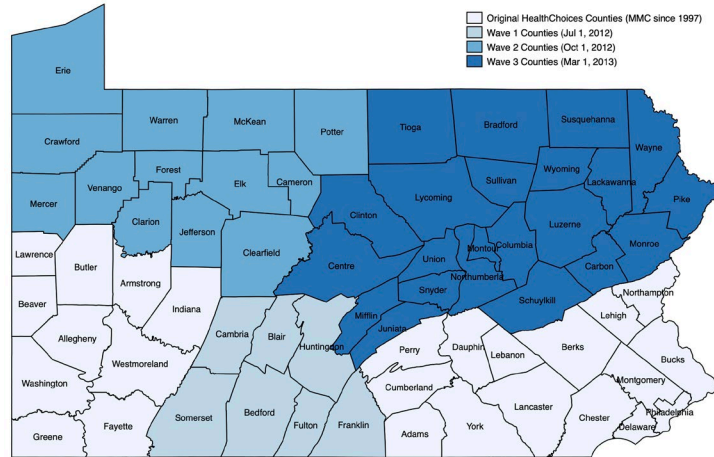 Original HealthChoices Counties (MMC since 1997)
Wave 1 Counties (Jul 1, 2012)
Wave 2 Counties (Oct 1, 2012)
Wave 3 Counties (Mar 1, 2013)
Erie
Warren
McKean
Potter
Tioga
Bradford
Susquehanna
Wayne
Crawford
Forest
Wyoming
Venango
Elk
Cameron
Sullivan
Lackawanna
Mercer
Lycoming
Pike
Clarion
Clinton
Jefferson
Luzerne
Columbia
Montour
Monroe
Lawrence
Clearfield
Union
Butler
Centre
Carbon
Armstrong
Northumberla
Snyder
Northampton
Beaver
Schuylkill
Indiana
Mifflin
Lehigh
Juniata
Cambria
Blair
Allegheny
Huntingdon
Dauphin
Perry
Lebanon
Berks
Bucks
Westmoreland
Montgomery
Washington
Cumberland
Lancaster
Philadelphia
Somerset
Bedford
Chester
Fulton
Franklin
Fayette
Delaware
York
Adams
Greene